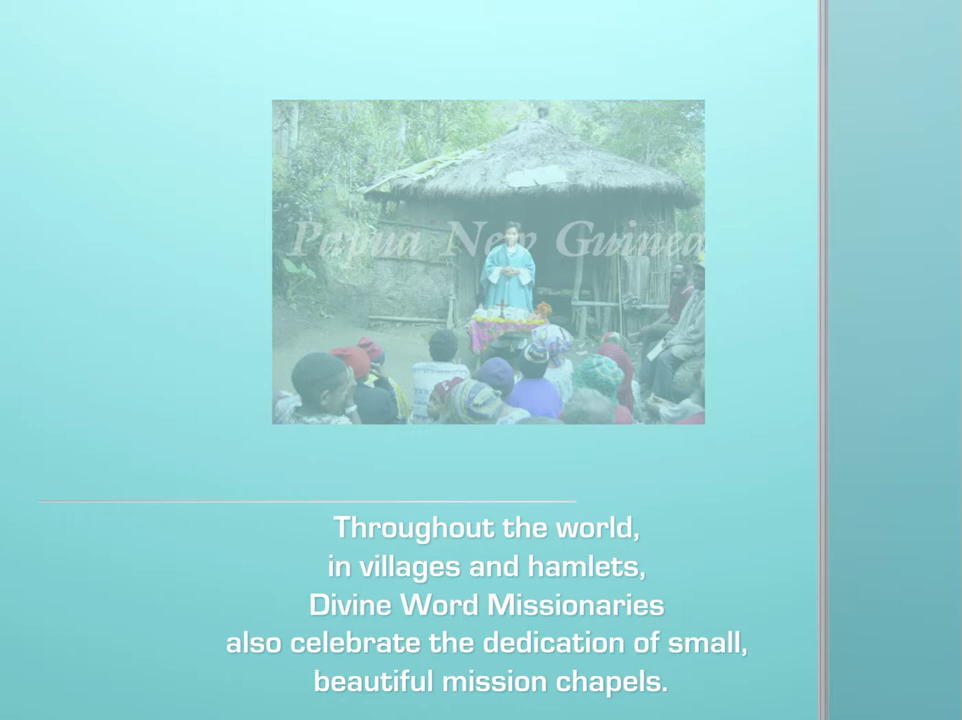 Papua New Guinea
Throughout the world,
in villages and hamlets,
Divine Word Missionaries
also celebrate the dedication of small,
beautiful mission chapels.